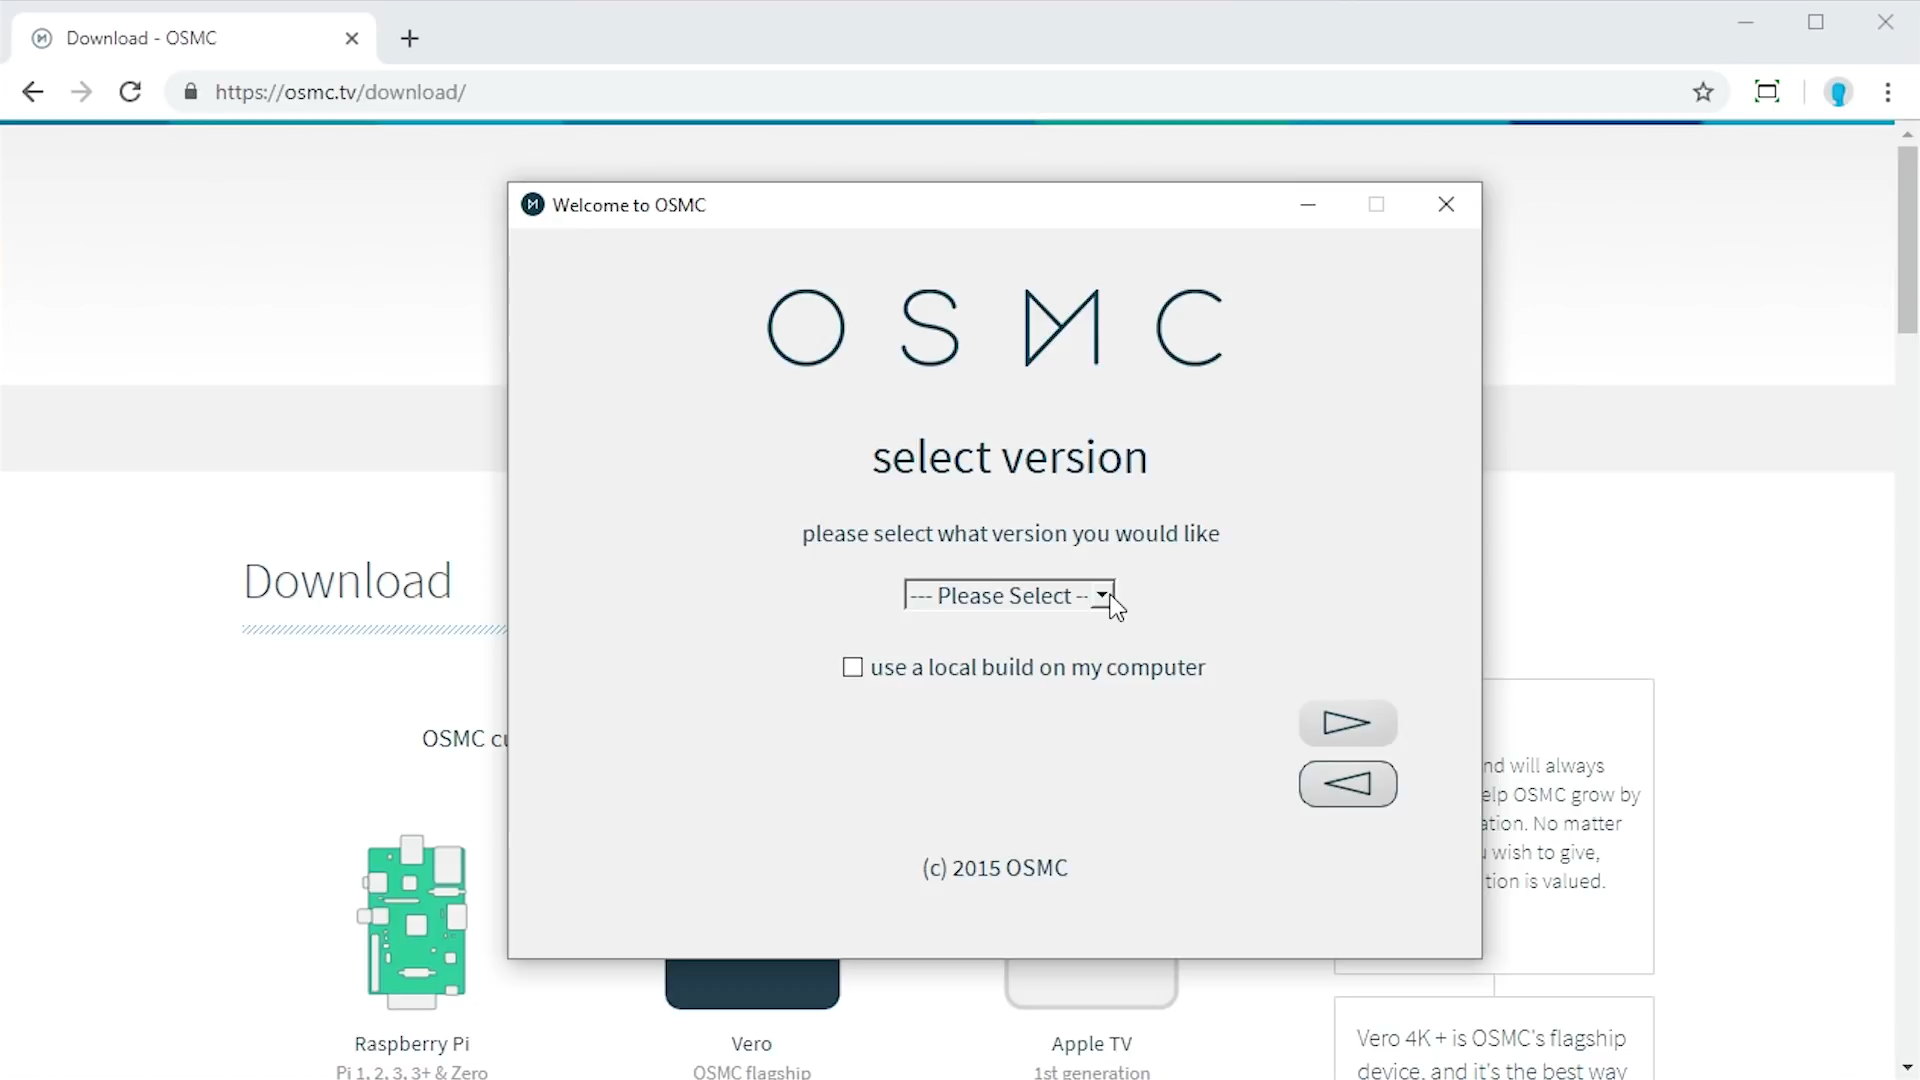 Download - OSMC
https://osmc.tv/download/
Welcome to OSMC
OSMC
select version
please select what version you would like
--- Please Select --
use a local build on my computer
(c) 2015 OSMC
Download
OSMC cu
nd will always
elp OSMC grow by
ation. No matter
u wish to give,
tion is valued.
Raspberry Pi
Pi 1, 2, 3, 3+ & Zero
Vero
OSMC flagship
Apple TV
1st generation
Vero 4K + is OSMC's flagship
device, and it's the best way